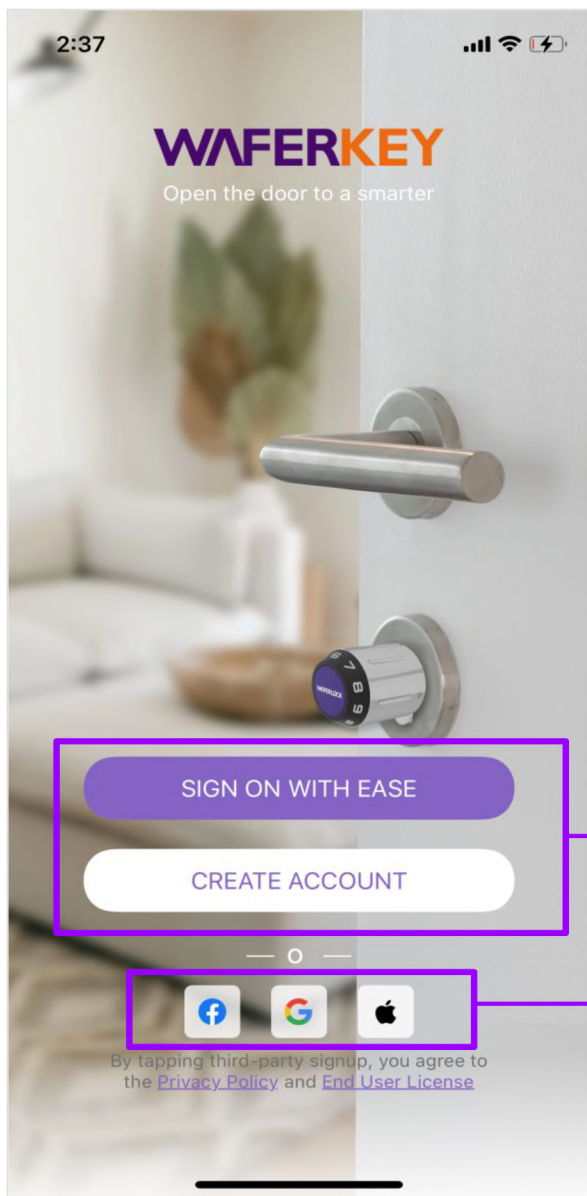 2:37
WAFERKEY
Open the door to a smarter
WAFERLOCK
SIGN ON WITH EASE
CREATE ACCOUNT
— O —
By tapping third-party signup, you agree to
the Privacy Policy and End User License